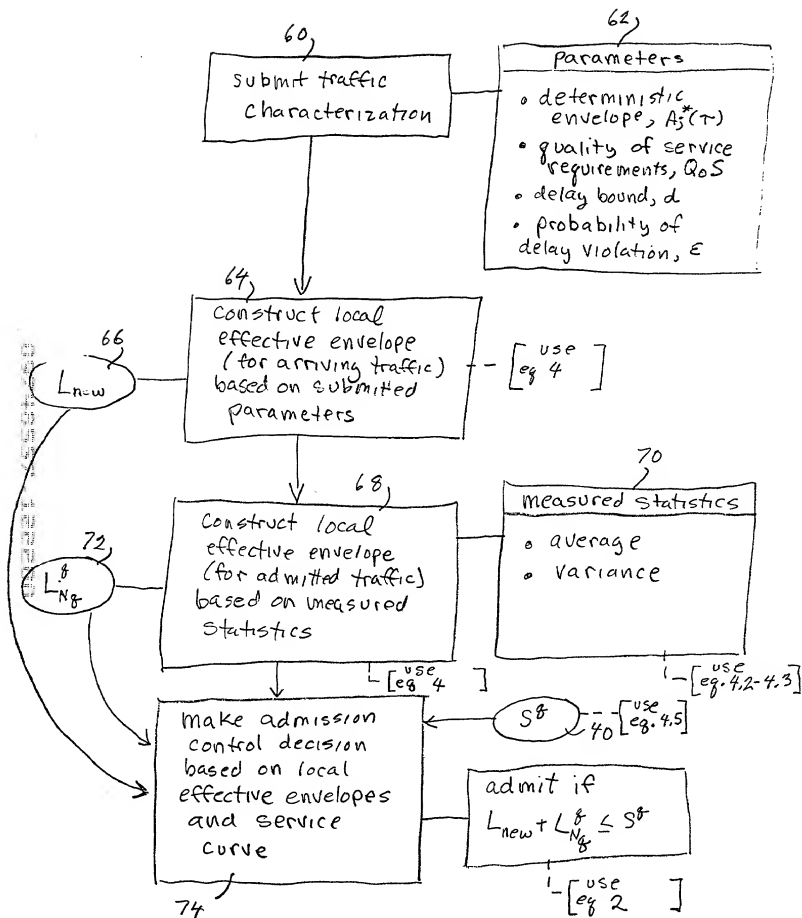 60
submit traffic
characterization
62
parameters
• deterministic
envelope, Aj*(τ)
• quality of service
requirements, QoS
• delay bound, d
• probability of
delay violation, ε
64
construct local
effective envelope
(for arriving traffic)
based on submitted
parameters
[use
eq 4]
66
Lnew
68
construct local
effective envelope
(for admitted traffic)
based on measured
statistics
[use
eq 4]
70
measured statistics
• average
• variance
[use
eq. 4.2-4.3]
72
L^q_Nq
make admission
control decision
based on local
effective envelopes
and service
curve
74
S^q
40
[use
eq. 4.5]
admit if
Lnew + L^q_Nq ≤ S^q
[use
eq 2]